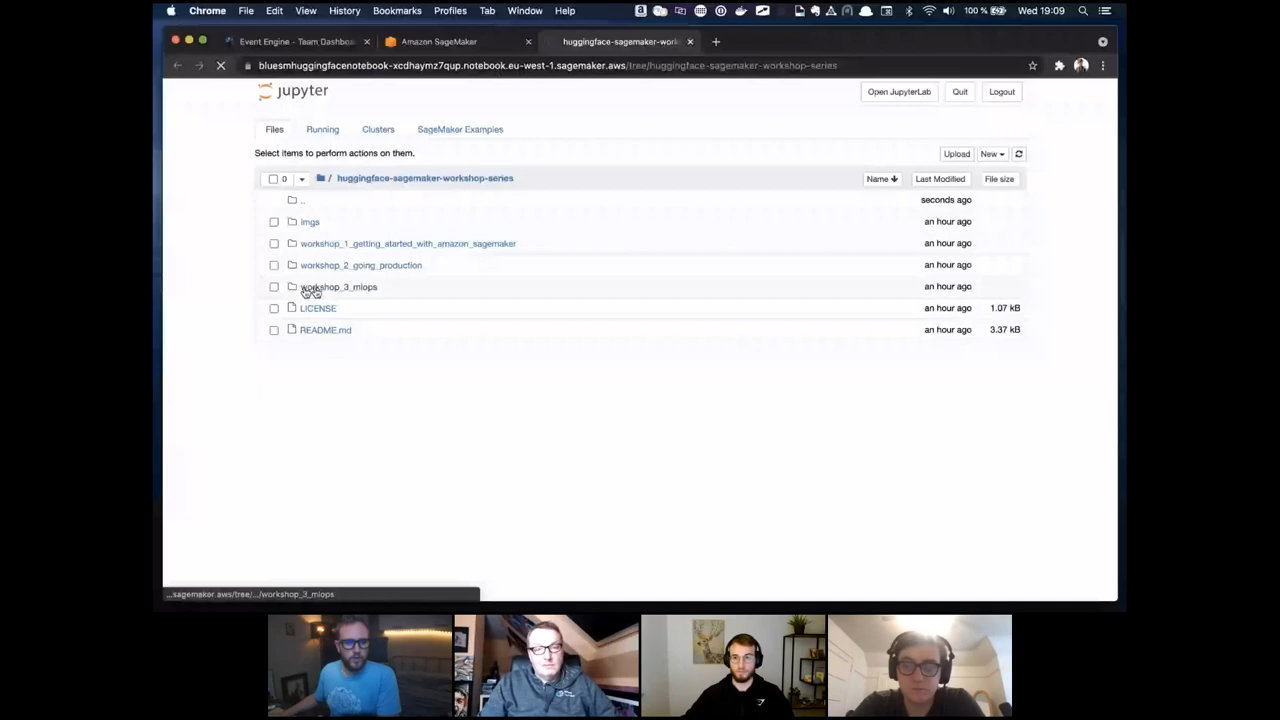 Chrome File Edit View History Bookmarks Profiles Tab Window Help 100 % Wed 19:09
Event Engine - Team Dashbo Amazon SageMaker huggingface-sagemaker-work
bluesmhuggingfacenotebook-xcdhaymz7qup.notebook.eu-west-1.sagemaker.aws/tree/huggingface-sagemaker-workshop-series
jupyter Open JupyterLab Quit Logout
Files Running Clusters SageMaker Examples
Select items to perform actions on them. Upload New
0 / huggingface-sagemaker-workshop-series Name Last Modified File size
.. seconds ago
imgs an hour ago
workshop_1_getting_started_with_amazon_sagemaker an hour ago
workshop_2_going_production an hour ago
workshop_3_mlops an hour ago
LICENSE an hour ago 1.07 kB
README.md an hour ago 3.37 kB
...sagemaker.aws/tree/.../workshop_3_mlops